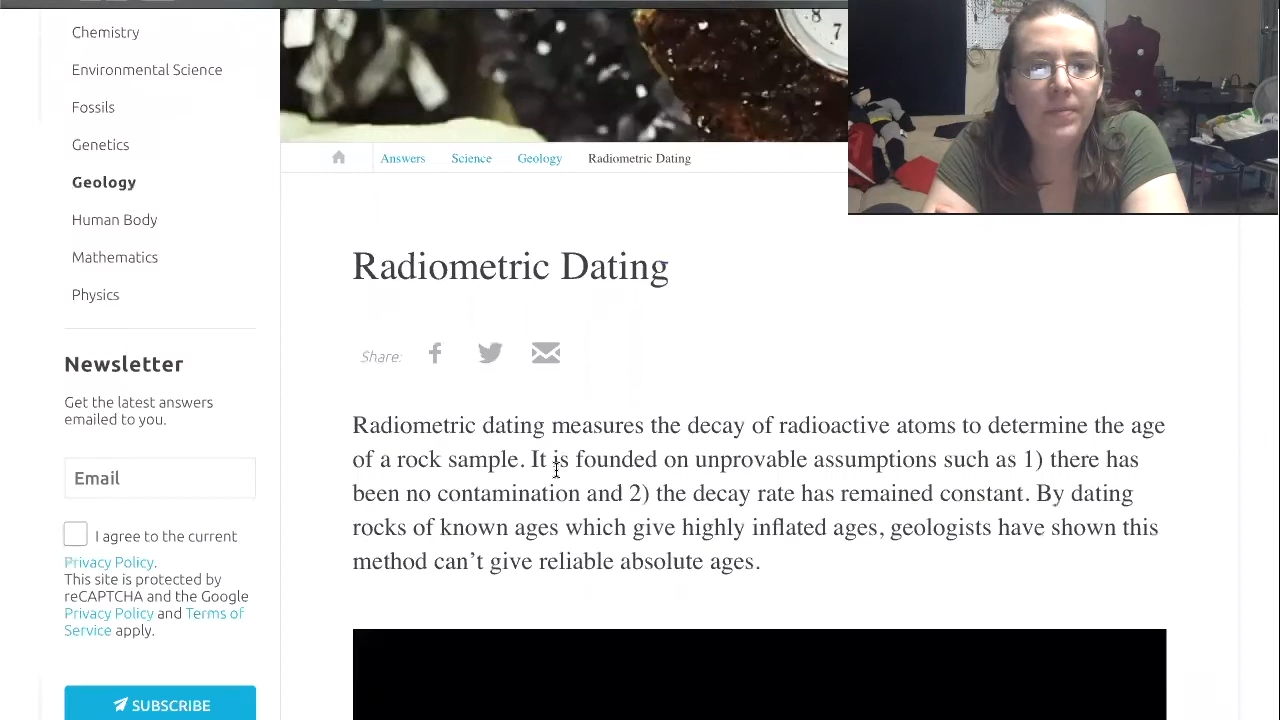 Chemistry
Environmental Science
Fossils
Genetics
Geology
Human Body
Mathematics
Physics
Newsletter
Get the latest answers
emailed to you.
Email
I agree to the current
Privacy Policy.
This site is protected by
reCAPTCHA and the Google
Privacy Policy and Terms of
Service apply.
SUBSCRIBE
8
7
Answers Science Geology Radiometric Dating
Radiometric Dating
Share:
Radiometric dating measures the decay of radioactive atoms to determine the age
of a rock sample. It is founded on unprovable assumptions such as 1) there has
been no contamination and 2) the decay rate has remained constant. By dating
rocks of known ages which give highly inflated ages, geologists have shown this
method can’t give reliable absolute ages.